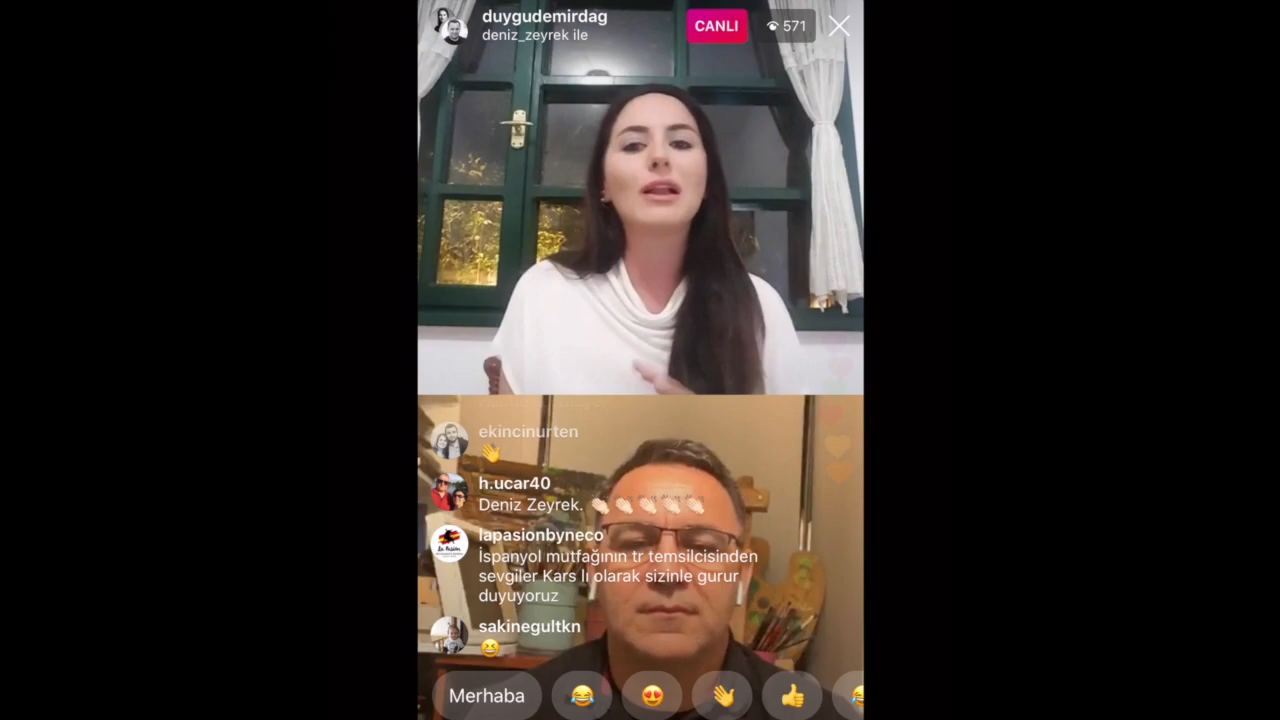 duygudemirdag
deniz_zeyrek ile
CANLI
571
ekincinurten
h.ucar40
Deniz Zeyrek. 👏🏻👏🏻👏🏻👏🏻👏🏻
lapasionbyneco
İspanyol mutfağının tr temsilcisinden
sevgiler Kars lı olarak sizinle gurur
duyuyoruz
sakinegultkn
Merhaba